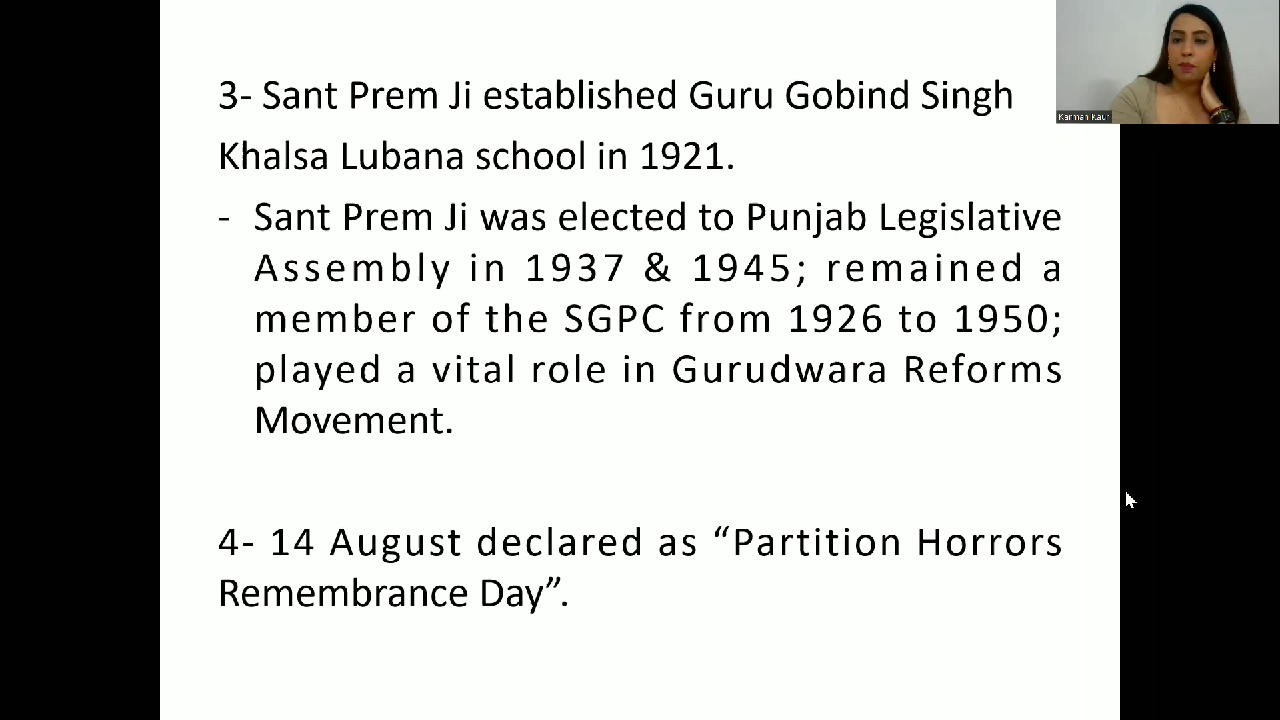 3- Sant Prem Ji established Guru Gobind Singh
Khalsa Lubana school in 1921.
- Sant Prem Ji was elected to Punjab Legislative
Assembly in 1937 & 1945; remained a
member of the SGPC from 1926 to 1950;
played a vital role in Gurudwara Reforms
Movement.
4- 14 August declared as “Partition Horrors
Remembrance Day”.
Karman Kaur